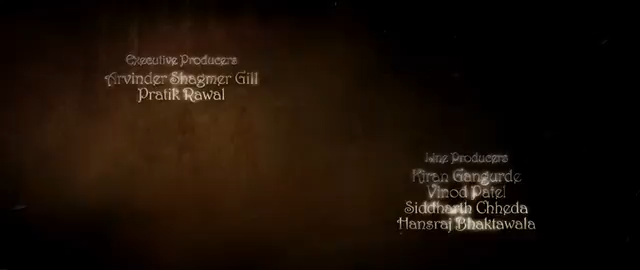 Executive Producers
Arvinder Shagmer Gill
Pratik Rawal
Line Producers
Kiran Gangurde
Vinod Patel
Siddharth Chheda
Hansraj Bhaktawala